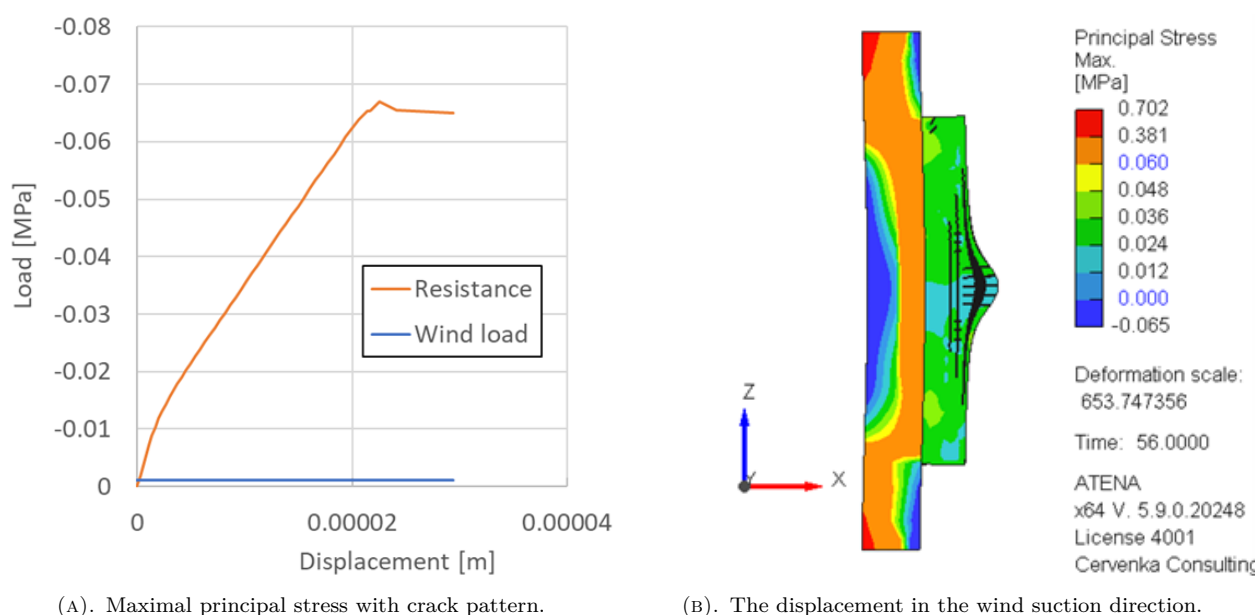 -0.08
-0.07
-0.06
-0.05
-0.04
-0.03
-0.02
-0.01
0
Load [MPa]
Resistance
Wind load
0 0.00002 0.00004
Displacement [m]
Principal Stress
Max.
[MPa]
0.702
0.381
0.060
0.048
0.036
0.024
0.012
0.000
-0.065
Deformation scale:
653.747356
Time: 56.0000
ATENA
x64 V. 5.9.0.20248
License 4001
Cervenka Consulting
Z
Y
X
(A). Maximal principal stress with crack pattern.
(B). The displacement in the wind suction direction.